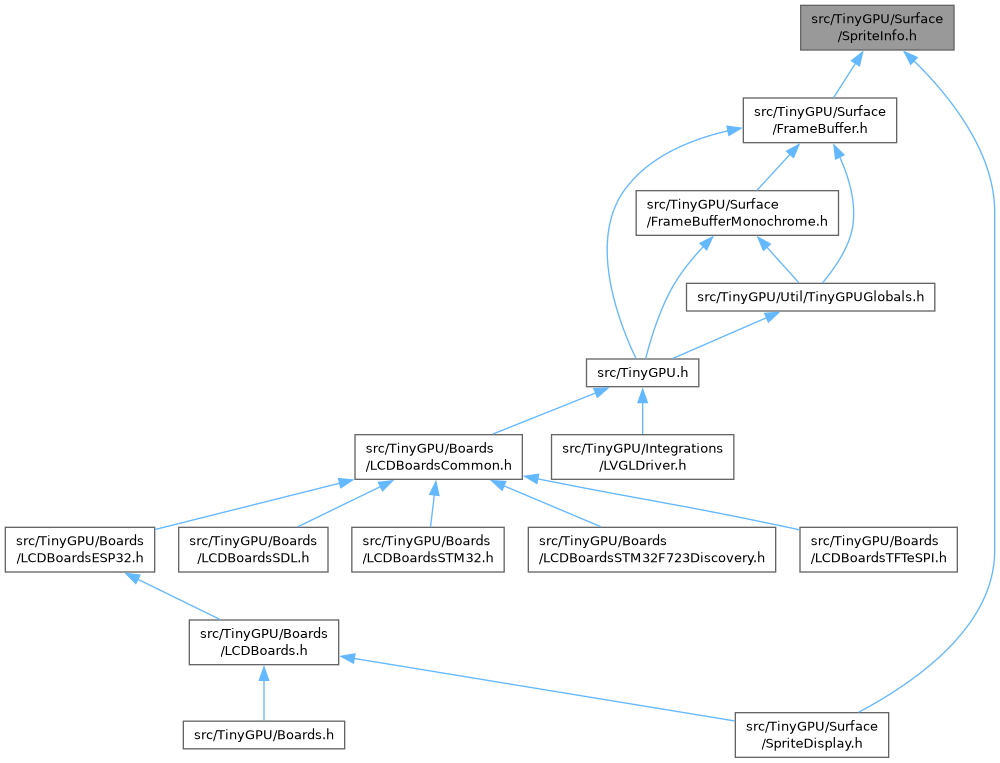 src/TinyGPU/Surface
/SpriteInfo.h
src/TinyGPU/Surface
/FrameBuffer.h
src/TinyGPU/Surface
/FrameBufferMonochrome.h
src/TinyGPU/Util/TinyGPUGlobals.h
src/TinyGPU.h
src/TinyGPU/Boards
/LCDBoardsCommon.h
src/TinyGPU/Integrations
/LVGLDriver.h
src/TinyGPU/Boards
/LCDBoardsESP32.h
src/TinyGPU/Boards
/LCDBoardsSDL.h
src/TinyGPU/Boards
/LCDBoardsSTM32.h
src/TinyGPU/Boards
/LCDBoardsSTM32F723Discovery.h
src/TinyGPU/Boards
/LCDBoardsTFTeSPI.h
src/TinyGPU/Boards
/LCDBoards.h
src/TinyGPU/Boards.h
src/TinyGPU/Surface
/SpriteDisplay.h